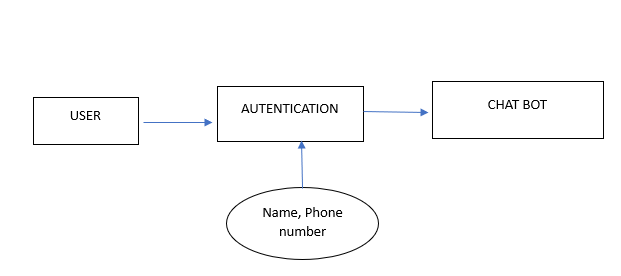 USER
AUTENTICATION
CHAT BOT
Name, Phone
number